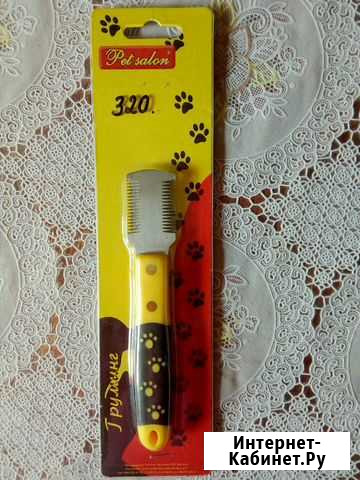 Pet salon
320.
Груминг
Интернет-
Кабинет.Ру